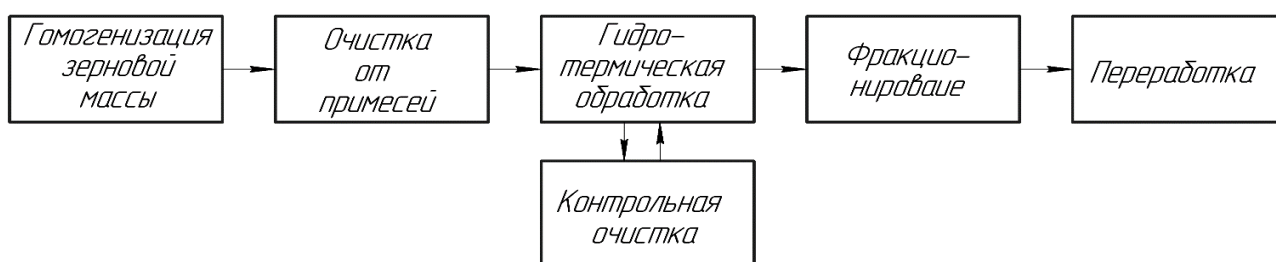 Гомогенизация
зерновой
массы
Очистка
от
примесей
Гидро-
термическая
обработка
Фракцио-
нироваие
Переработка
Контрольная
очистка